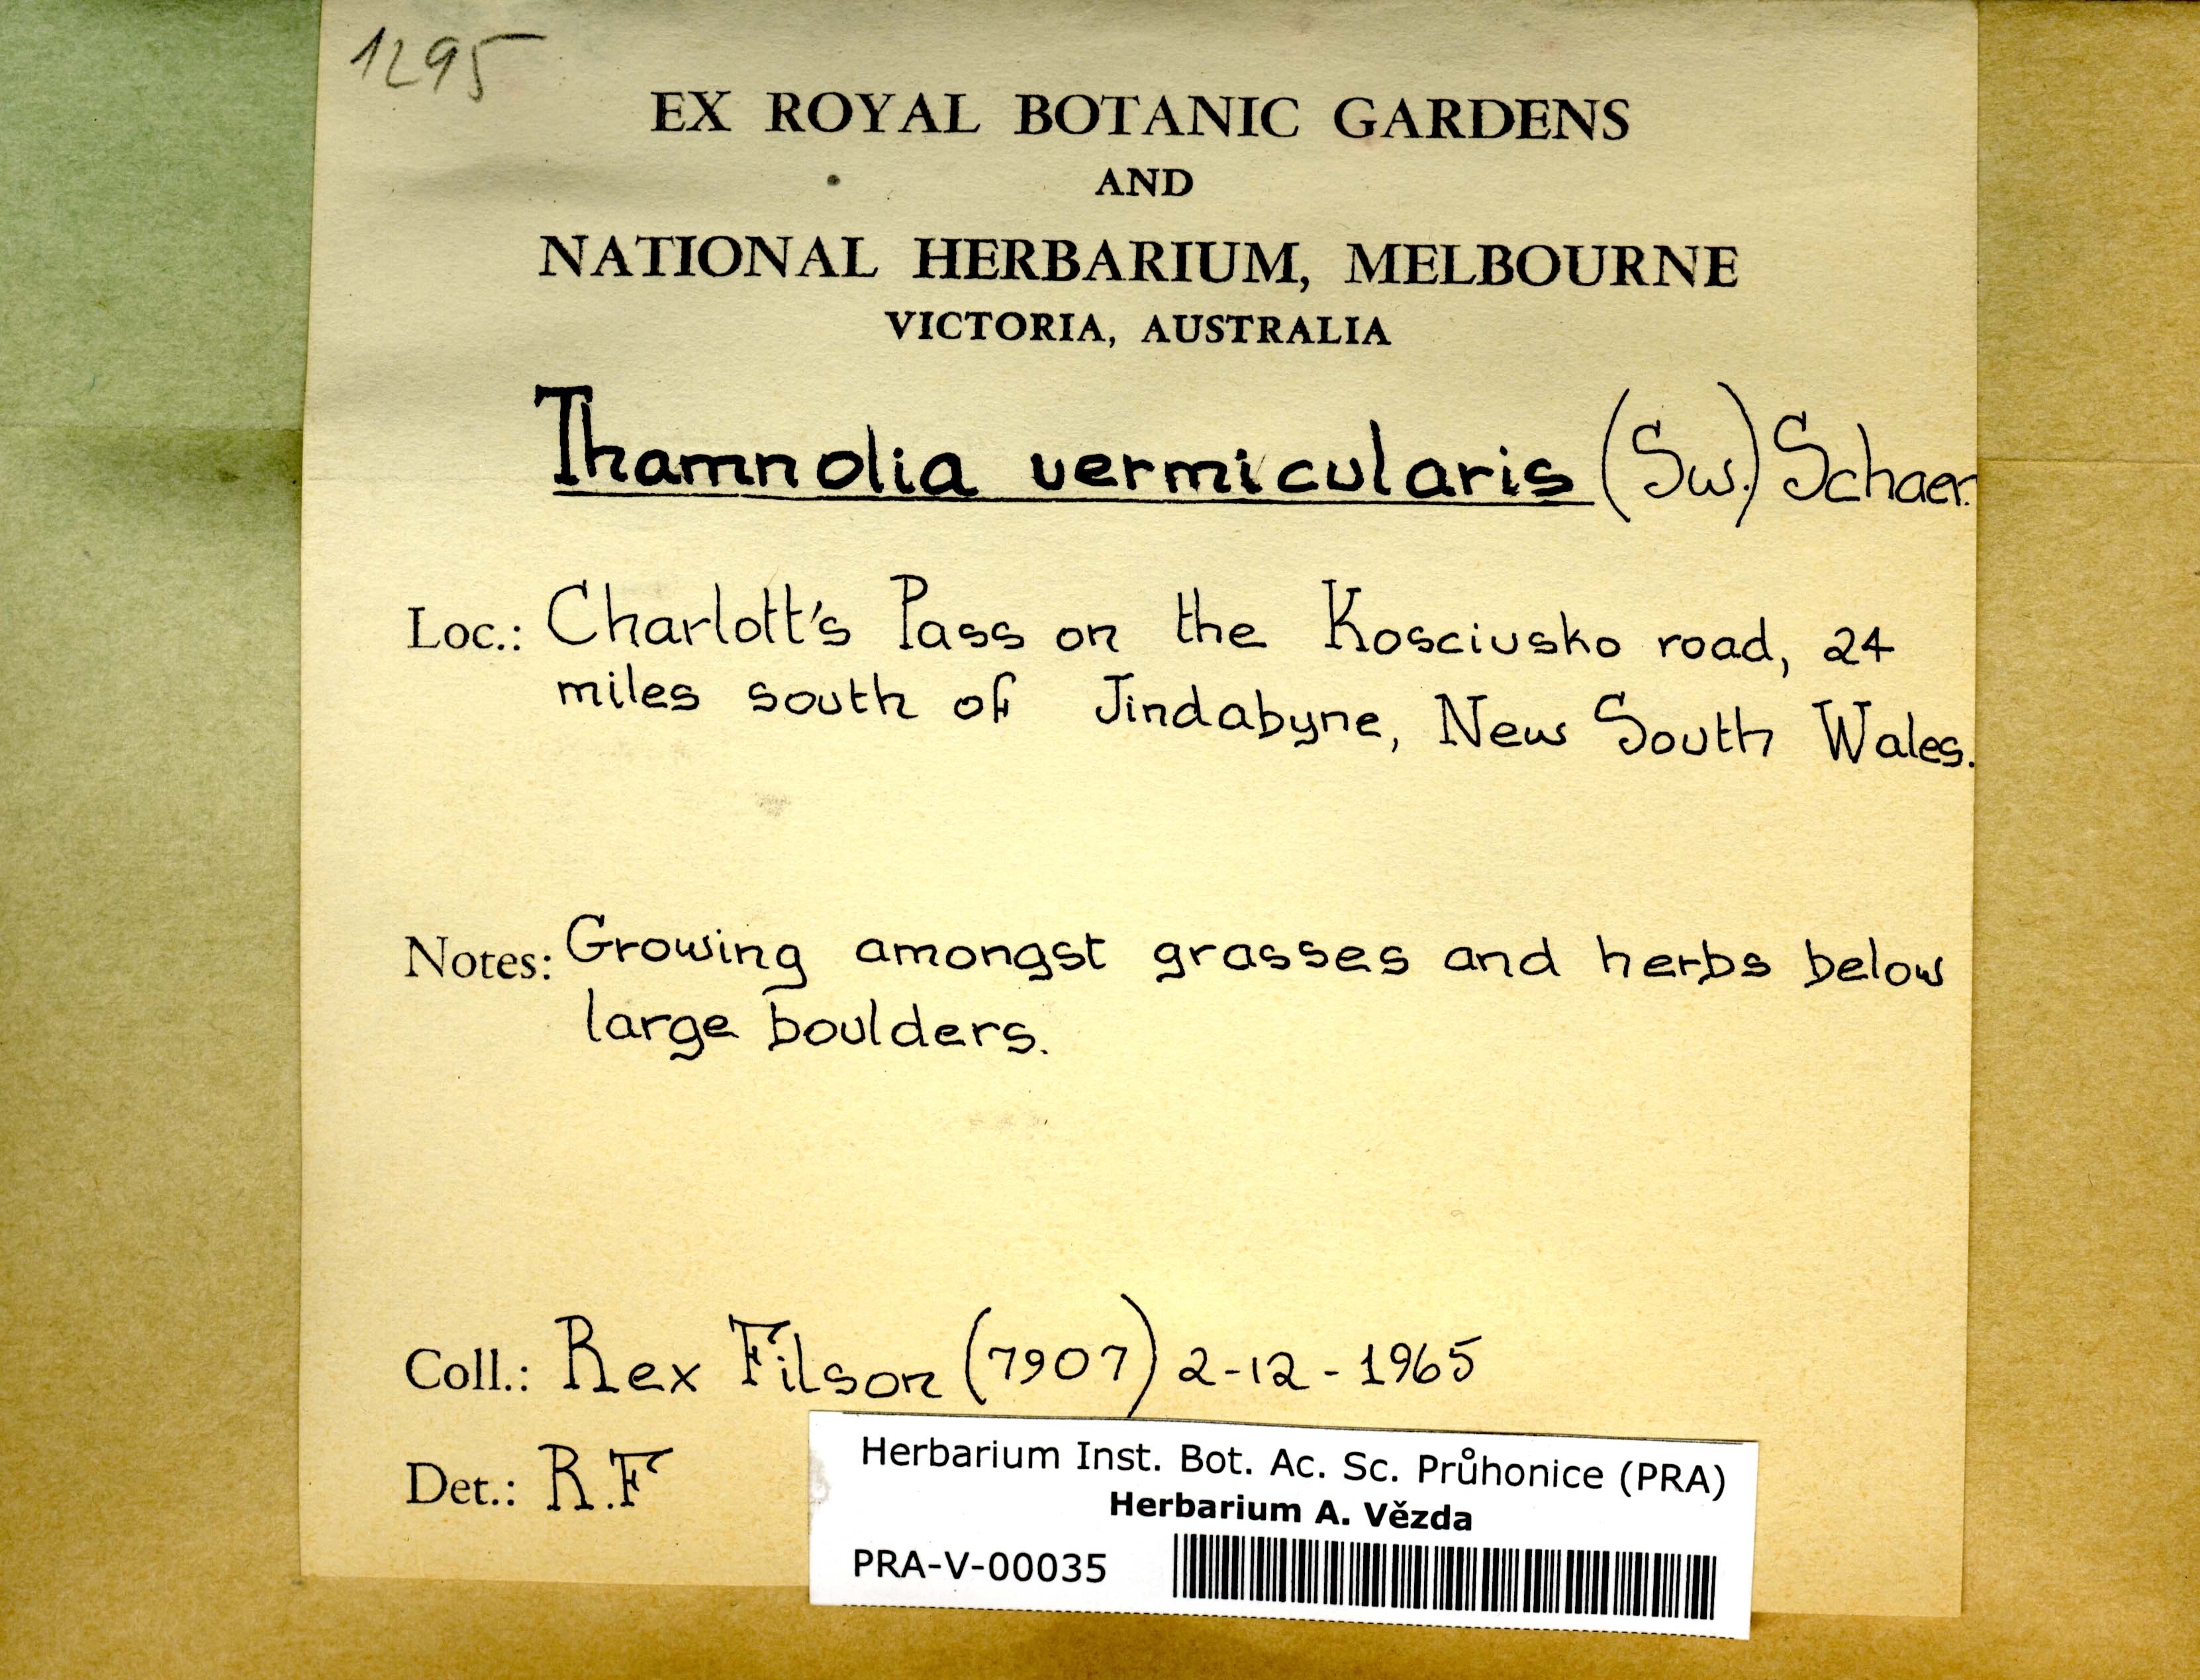 1295
EX ROYAL BOTANIC GARDENS
AND
NATIONAL HERBARIUM, MELBOURNE
VICTORIA, AUSTRALIA
Thamnolia vermicularis (Sw.) Schaer.
Loc.: Charlott's Pass on the Kosciusko road, 24
miles south of Jindabyne, New South Wales.
Notes: Growing amongst grasses and herbs below
large boulders.
Coll.: Rex Filson (7907) 2-12-1965
Det.: R.F
Herbarium Inst. Bot. Ac. Sc. Průhonice (PRA)
Herbarium A. Vězda
PRA-V-00035